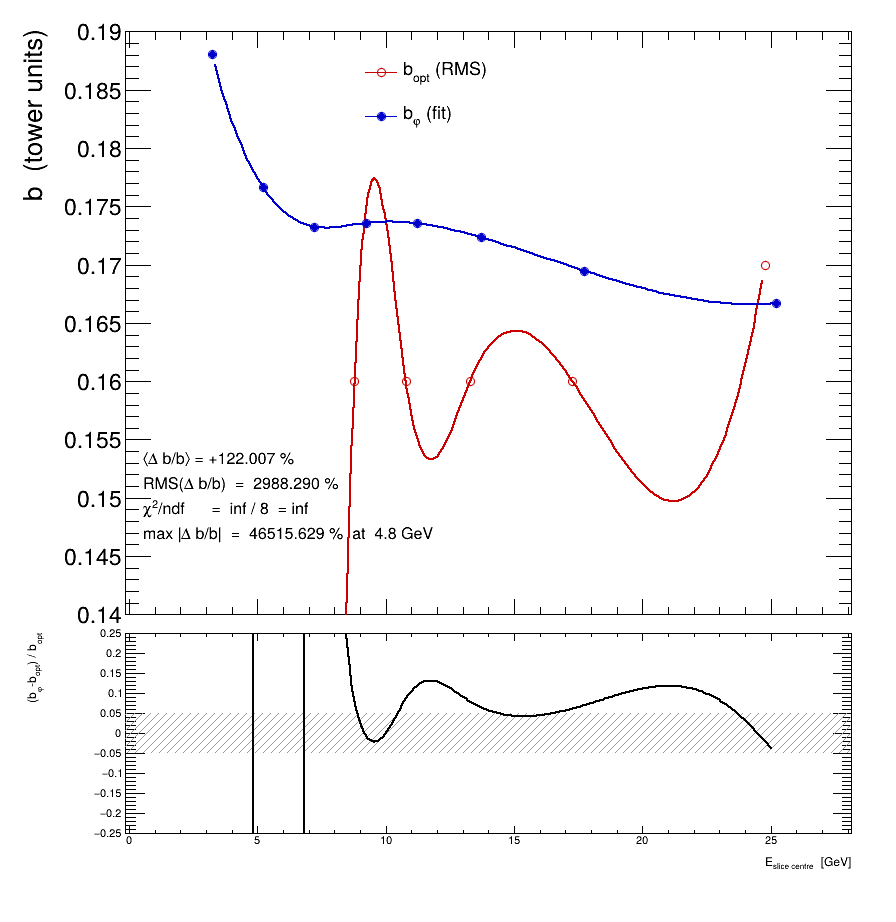 b (tower units)
0.19
0.185
0.18
0.175
0.17
0.165
0.16
0.155
0.15
0.145
0.14
b_opt (RMS)
b_φ (fit)
⟨Δ b/b⟩ = +122.007 %
RMS(Δ b/b) = 2988.290 %
χ²/ndf = inf / 8 = inf
max |Δ b/b| = 46515.629 % at 4.8 GeV
(b_φ-b_opt) / b_opt
0.25
0.2
0.15
0.1
0.05
0
−0.05
−0.1
−0.15
−0.2
−0.25
0 5 10 15 20 25
E_slice centre [GeV]